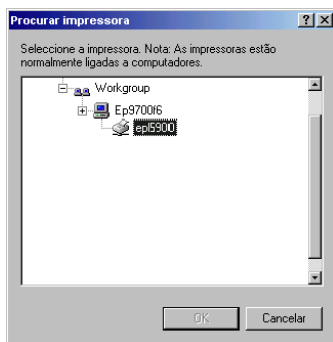 Procurar impressora
Seleccione a impressora. Nota: As impressoras estão
normalmente ligadas a computadores.
Workgroup
Ep9700f6
epl5900
OK
Cancelar